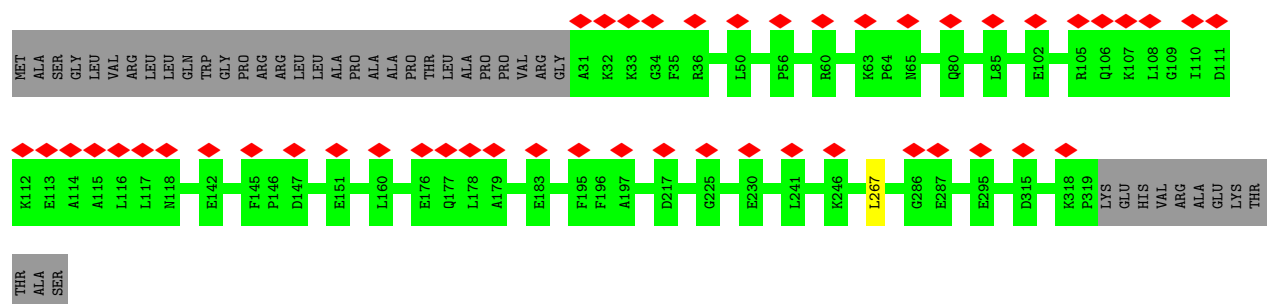 MET ALA SER GLY LEU VAL ARG LEU LEU GLN TRP GLY PRO ARG ARG LEU LEU ALA PRO ALA ALA PRO THR LEU ALA PRO PRO VAL ARG GLY A31 K32 K33 G34 F35 R36 L50 P56 R60 K63 P64 N65 Q80 L85 E102 R105 Q106 K107 L108 G109 I110 D111
K112 E113 A114 A115 L116 L117 N118 E142 F145 P146 D147 E151 L160 E176 Q177 L178 A179 E183 F195 F196 A197 D217 G225 E230 L241 K246 L267 G286 E287 E295 D315 K318 P319 LYS GLU HIS VAL ARG ALA GLU LYS THR
THR ALA SER